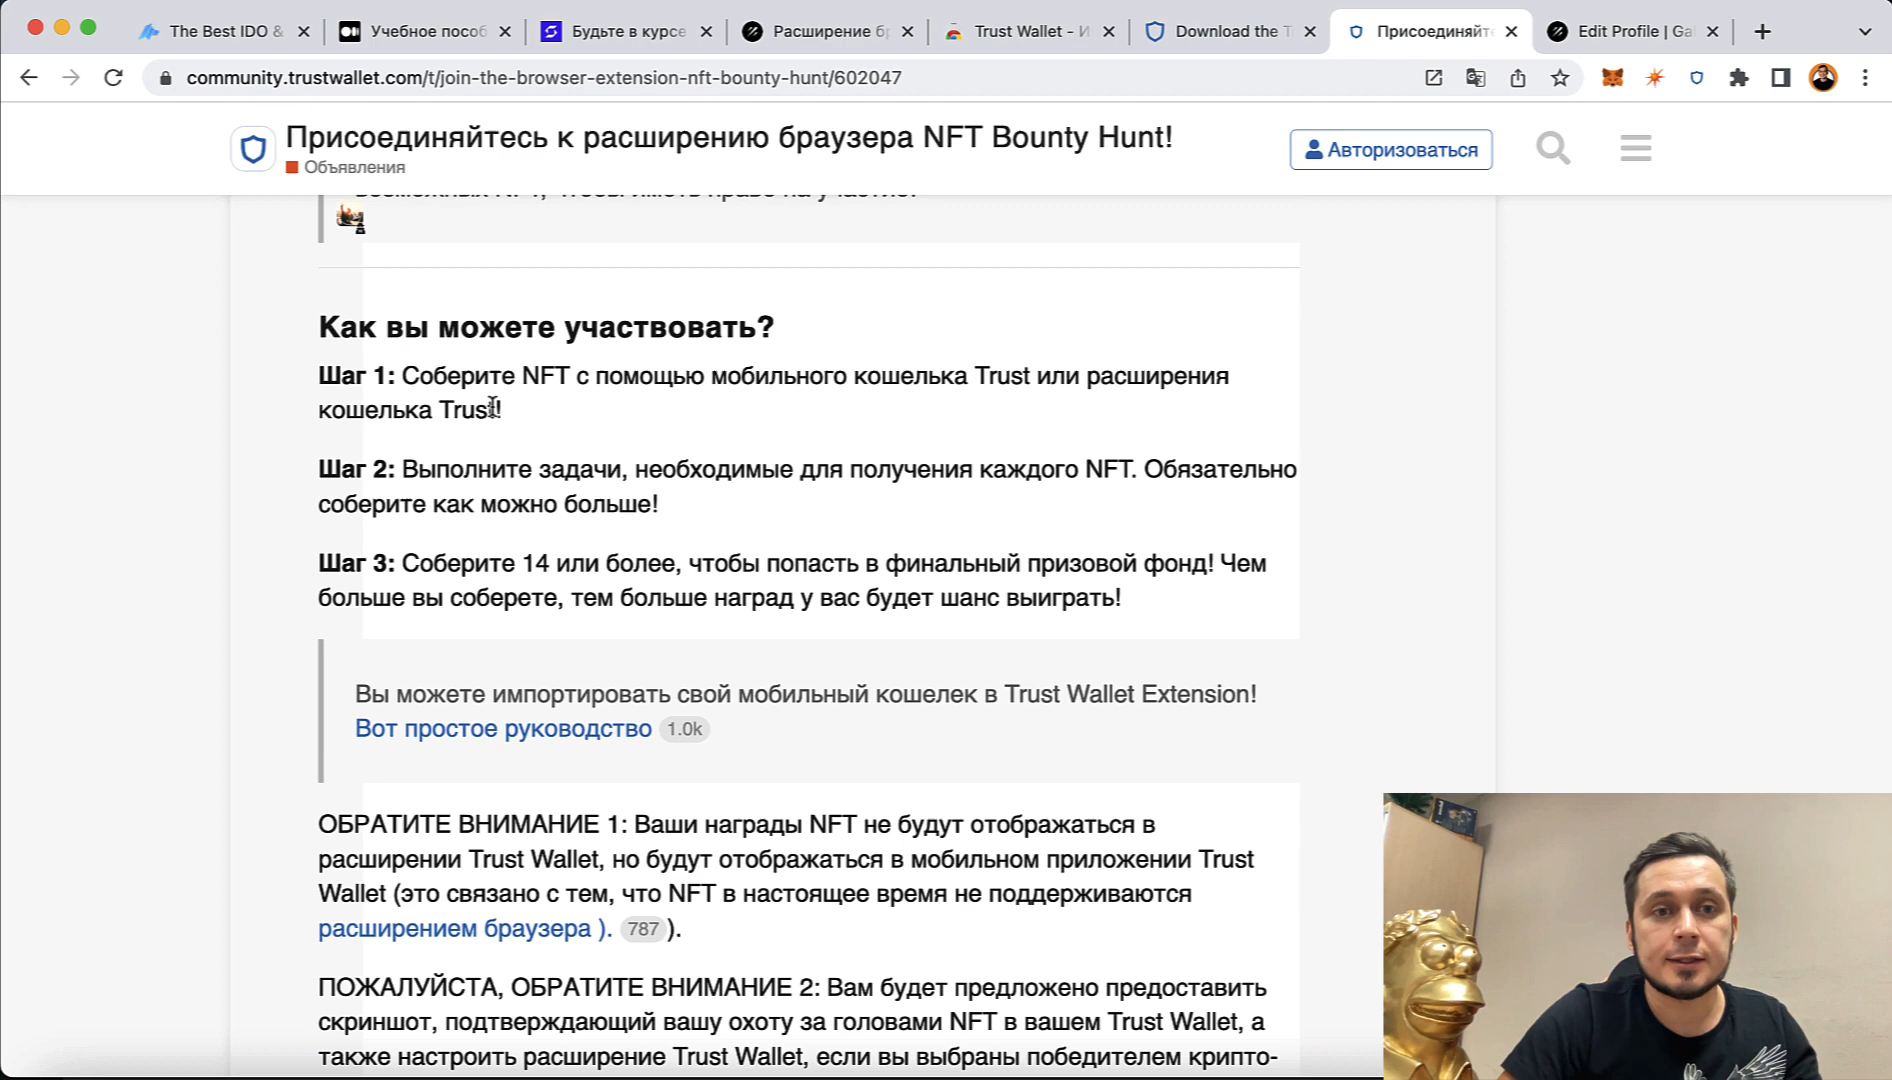 The Best IDO &
Учебное пособ
Будьте в курсе
Расширение бр
Trust Wallet - И
Download the T
Присоединяйте
Edit Profile | Gal
community.trustwallet.com/t/join-the-browser-extension-nft-bounty-hunt/602047
Присоединяйтесь к расширению браузера NFT Bounty Hunt!
Объявления
Авторизоваться
возможных NFT, чтобы иметь право на участие.
Как вы можете участвовать?
Шаг 1: Соберите NFT с помощью мобильного кошелька Trust или расширения
кошелька Trust!
Шаг 2: Выполните задачи, необходимые для получения каждого NFT. Обязательно
соберите как можно больше!
Шаг 3: Соберите 14 или более, чтобы попасть в финальный призовой фонд! Чем
больше вы соберете, тем больше наград у вас будет шанс выиграть!
Вы можете импортировать свой мобильный кошелек в Trust Wallet Extension!
Вот простое руководство 1.0k
ОБРАТИТЕ ВНИМАНИЕ 1: Ваши награды NFT не будут отображаться в
расширении Trust Wallet, но будут отображаться в мобильном приложении Trust
Wallet (это связано с тем, что NFT в настоящее время не поддерживаются
расширением браузера ). 787 ).
ПОЖАЛУЙСТА, ОБРАТИТЕ ВНИМАНИЕ 2: Вам будет предложено предоставить
скриншот, подтверждающий вашу охоту за головами NFT в вашем Trust Wallet, а
также настроить расширение Trust Wallet, если вы выбраны победителем крипто-